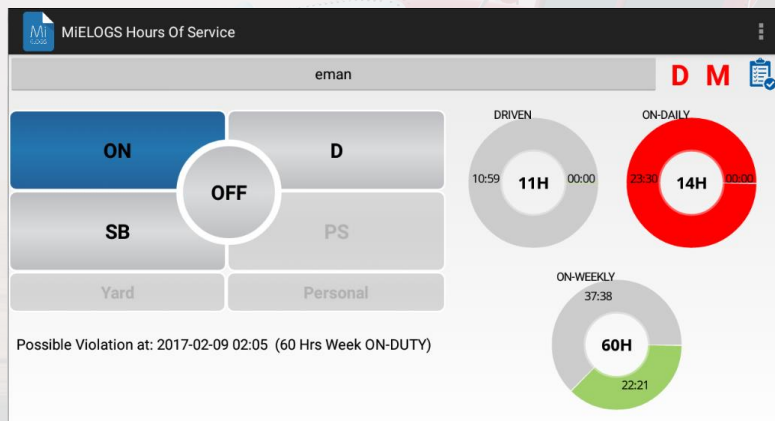 Mi
ELOGS
MiELOGS Hours Of Service
eman
D M
ON
D
OFF
SB
PS
Yard
Personal
DRIVEN
10:59
11H
00:00
ON-DAILY
23:30
14H
00:00
ON-WEEKLY
37:38
60H
22:21
Possible Violation at: 2017-02-09 02:05 (60 Hrs Week ON-DUTY)